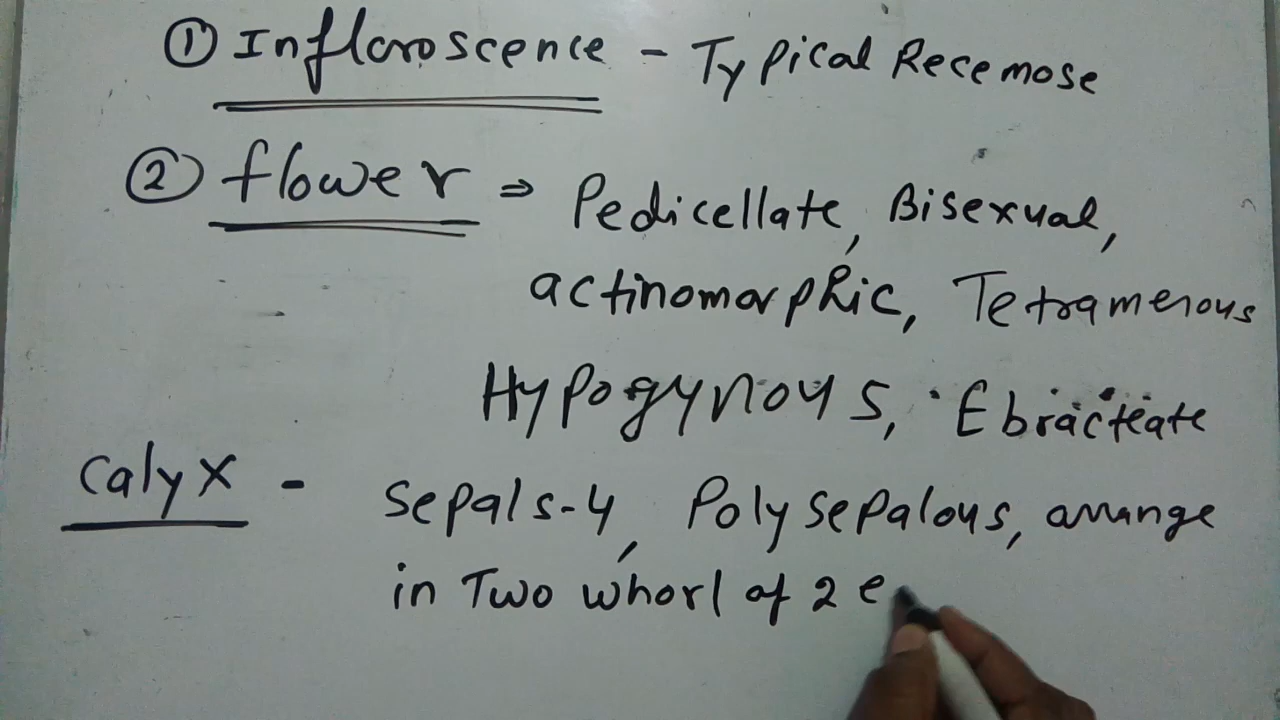 ① Infloroscence - Typical Recemose
② flower ⇒ Pedicellate, Bisexual,
actinomorphic, Tetramerous
Hypogynous, Ebracteate
Calyx - Sepals-4, Polysepalous, arrange
in Two whorl of 2 e